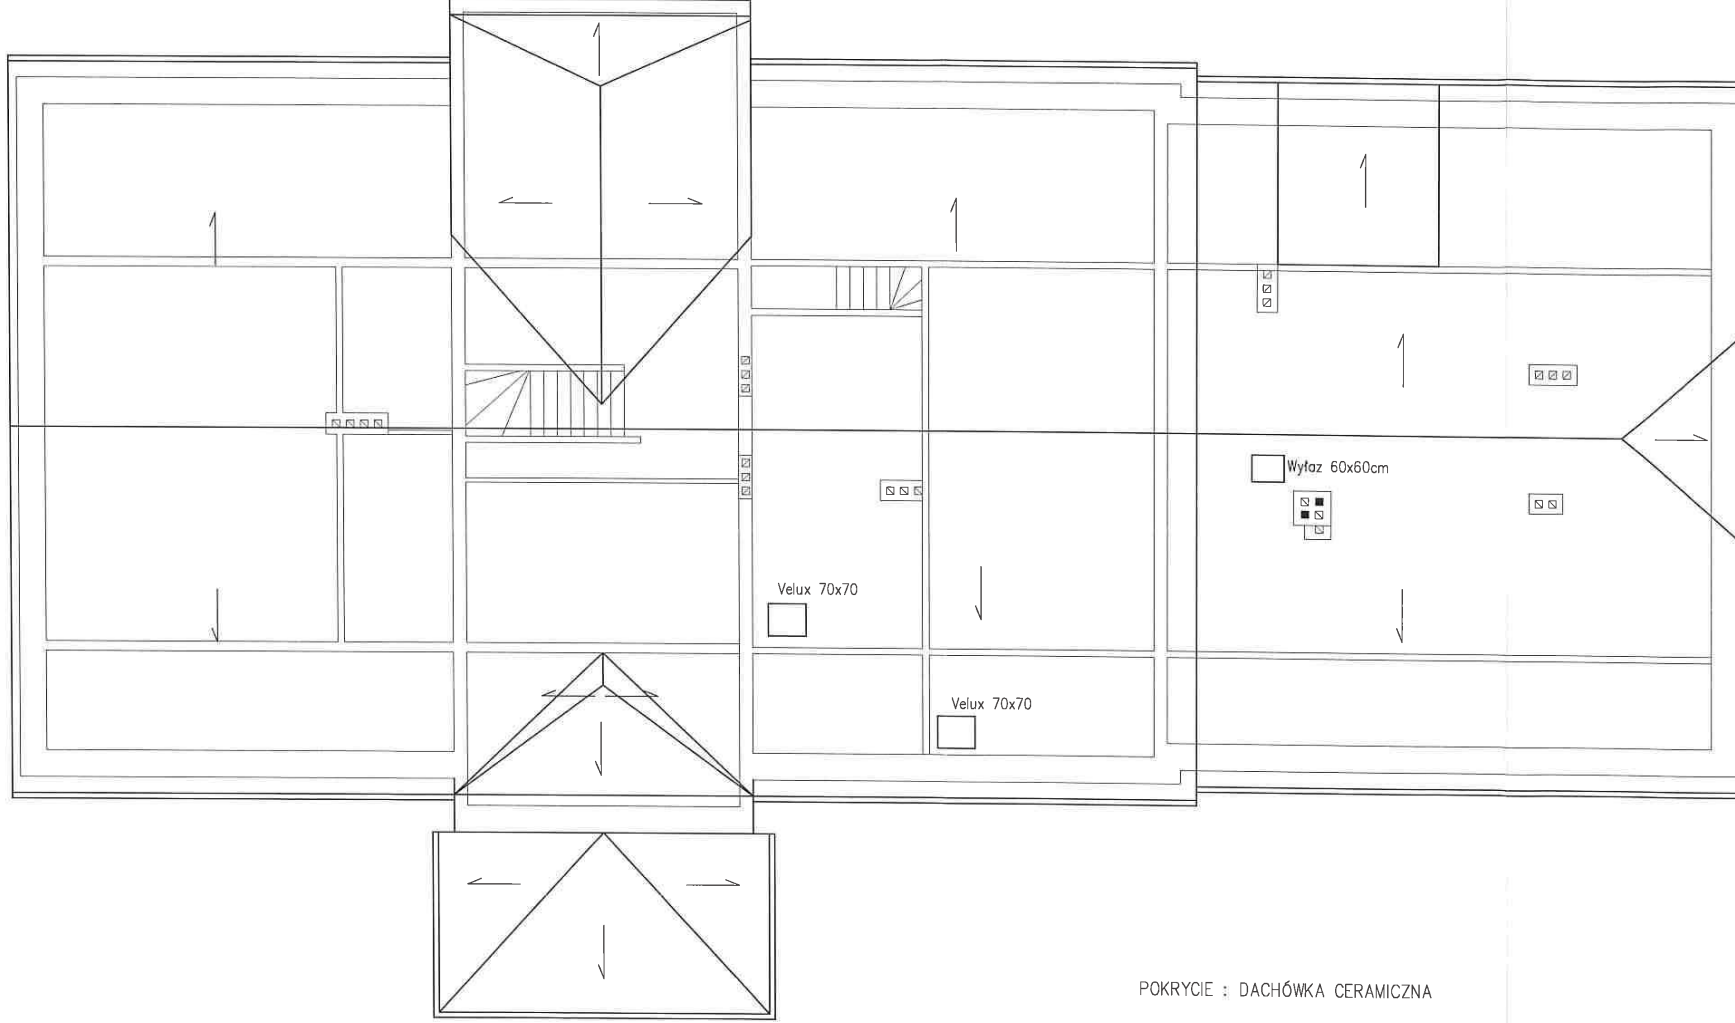 Wyłaz 60x60cm
Velux 70x70
Velux 70x70
POKRYCIE : DACHÓWKA CERAMICZNA